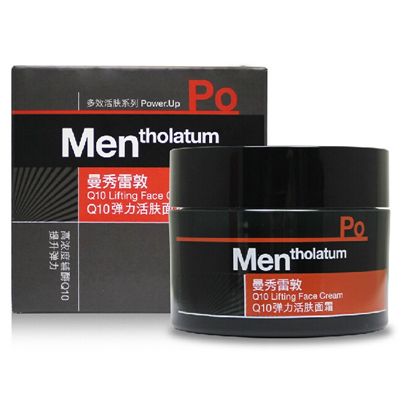 多效活肤系列 Power.Up
Po
Mentholatum
曼秀雷敦
Q10 Lifting Face C
Q10弹力活肤面
高浓度辅酶Q10
提升弹力
Po
Mentholatum
曼秀雷敦
Q10 Lifting Face Cream
Q10弹力活肤面霜